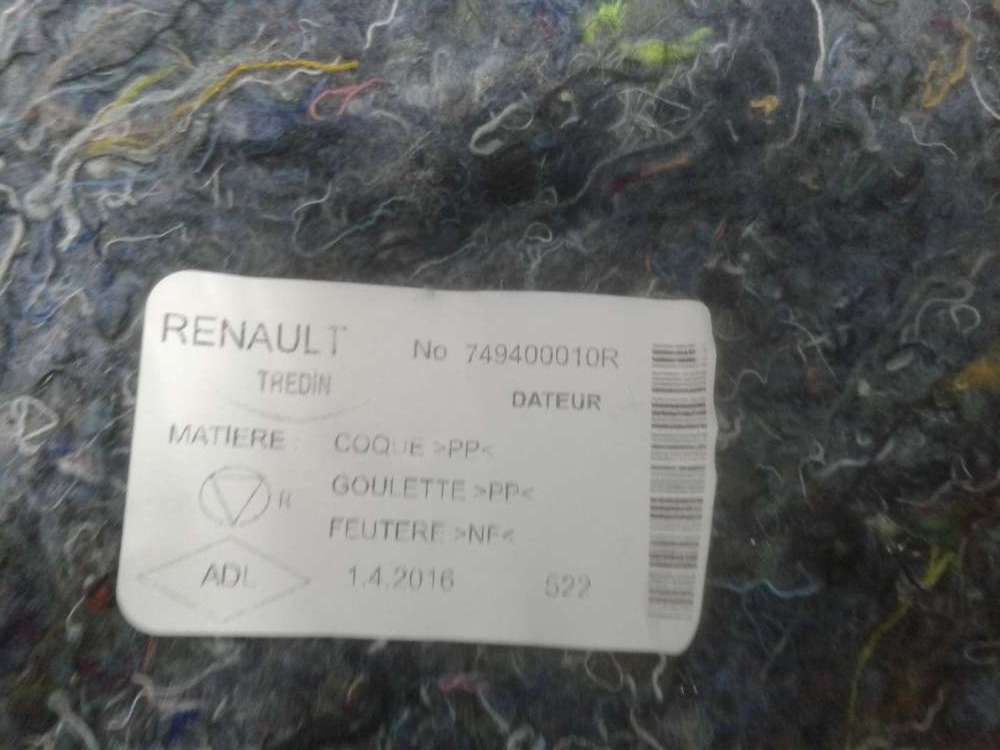 RENAULT
No 749400010R
TREDIN
DATEUR
MATIERE : COQUE >PP<
GOULETTE >PP<
R
FEUTERE >NF<
ADL 1.4.2016 522